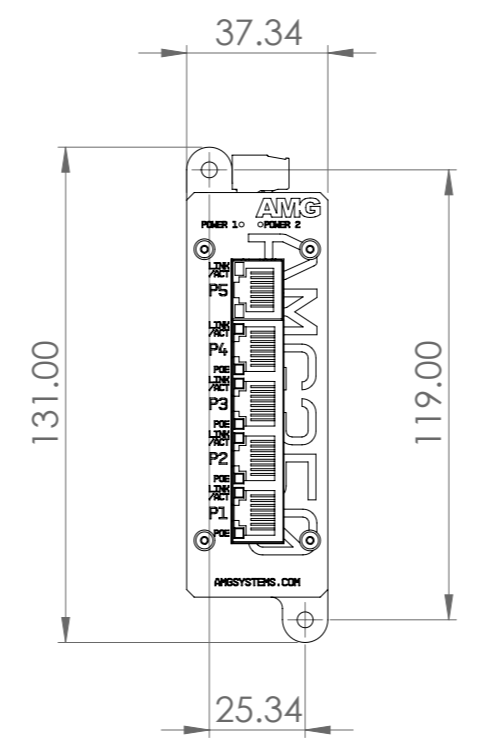 37.34
AMG
POWER 1 POWER 2
LINK
/ACT
P5
LINK
/ACT
P4
POE
LINK
/ACT
P3
POE
LINK
/ACT
P2
POE
LINK
/ACT
P1
POE
131.00
119.00
AMGSYSTEMS.COM
25.34